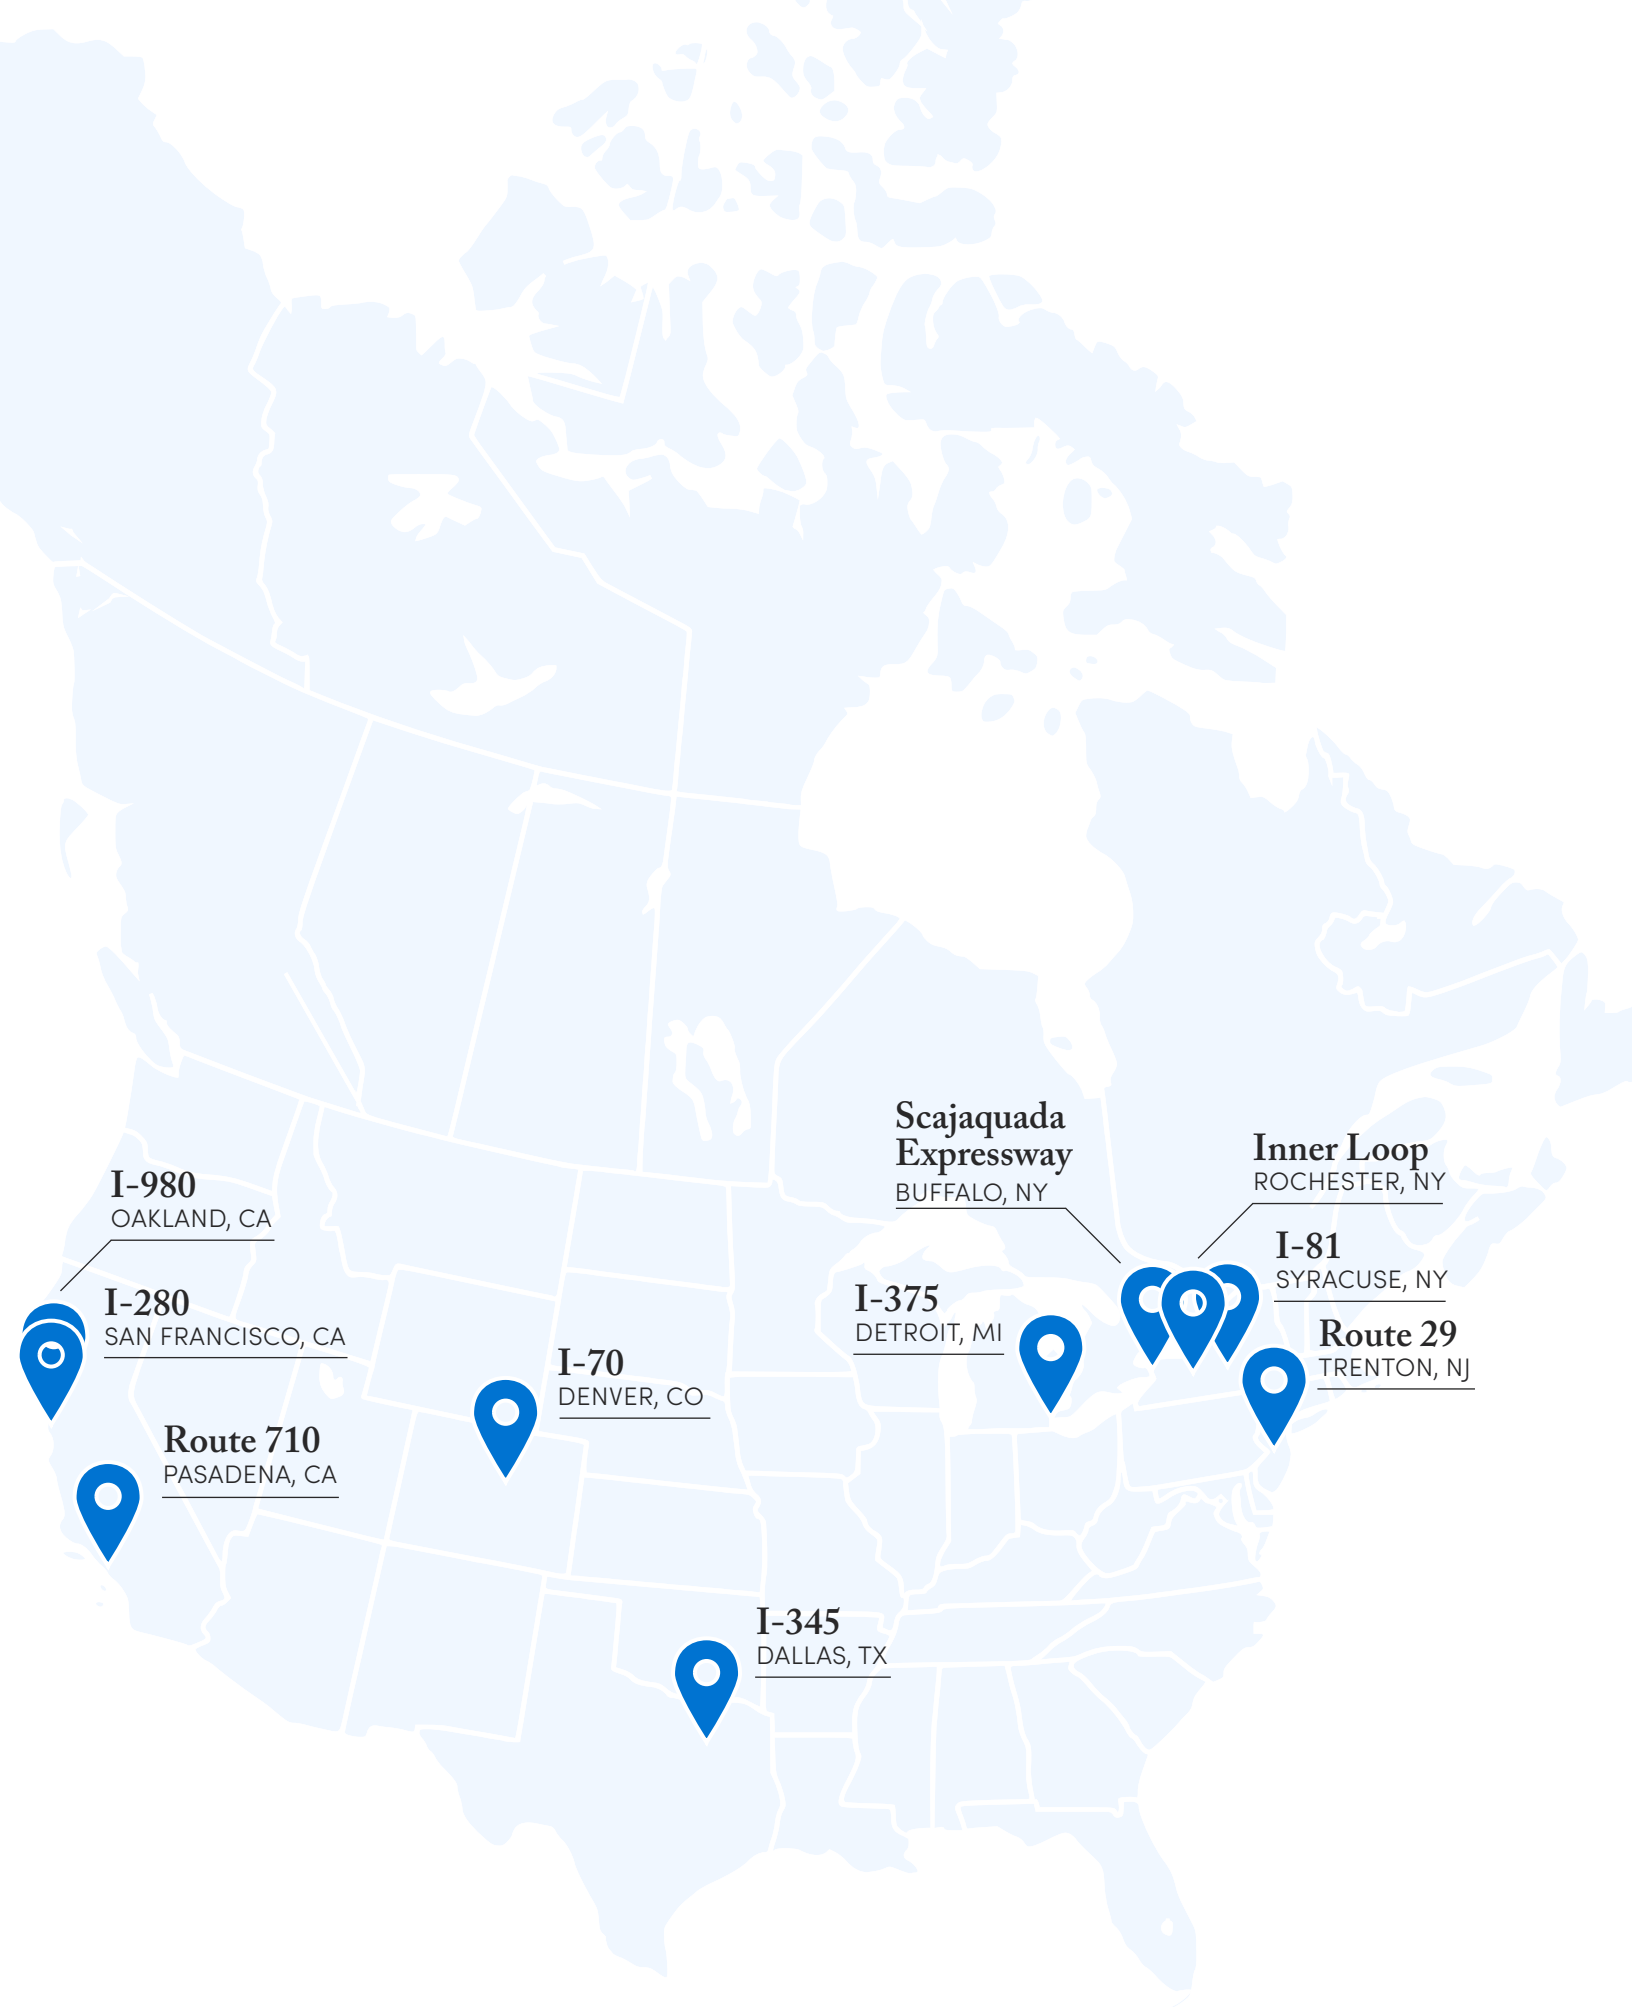 Scajaquada
Expressway
BUFFALO, NY
Inner Loop
ROCHESTER, NY
I-980
OAKLAND, CA
I-81
SYRACUSE, NY
I-280
SAN FRANCISCO, CA
I-375
DETROIT, MI
Route 29
TRENTON, NJ
I-70
DENVER, CO
Route 710
PASADENA, CA
I-345
DALLAS, TX